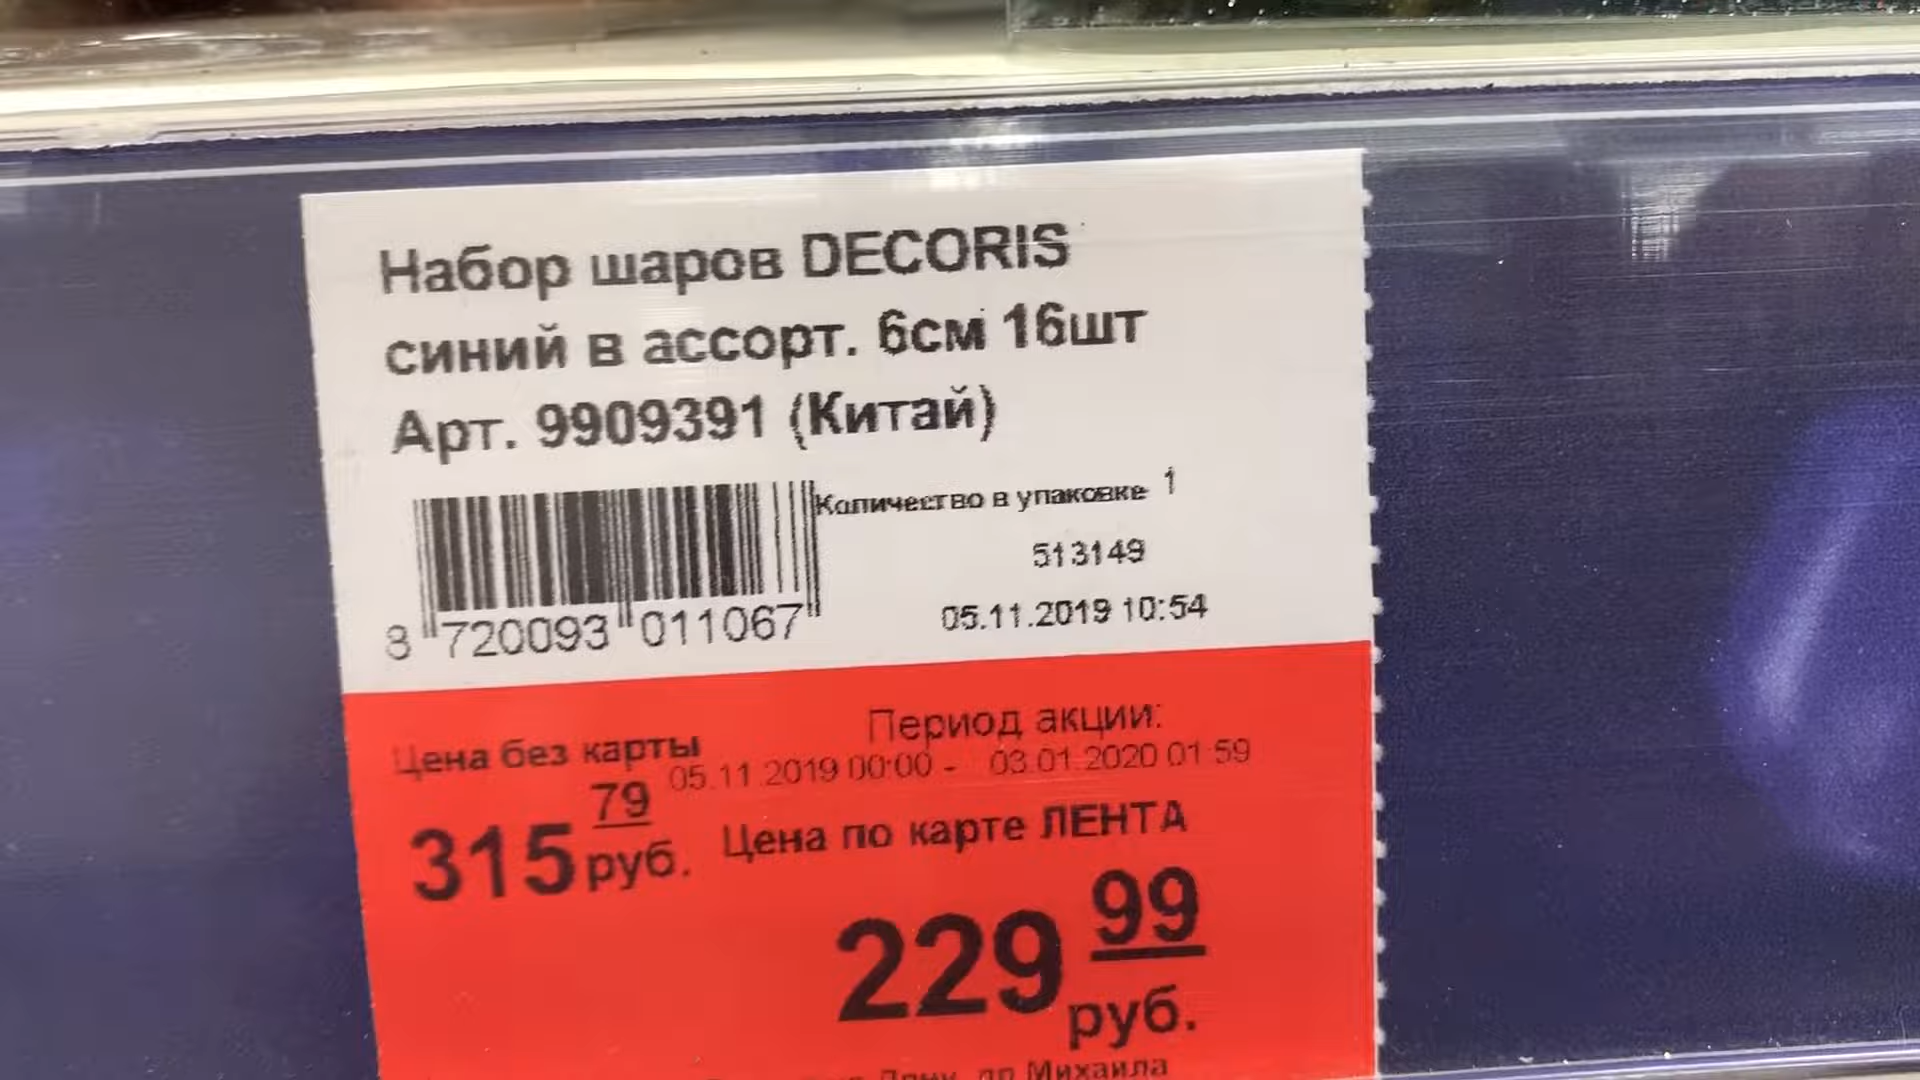 Набор шаров DECORIS
синий в ассорт. 6см 16шт
Арт. 9909391 (Китай)
Количество в упаковке 1
513149
05.11.2019 10:54
8 720093 011067
Период акции:
05.11.2019 00:00 - 03.01.2020 01:59
Цена без карты
315 79 руб.
Цена по карте ЛЕНТА
229 99
руб.
пр Михаила